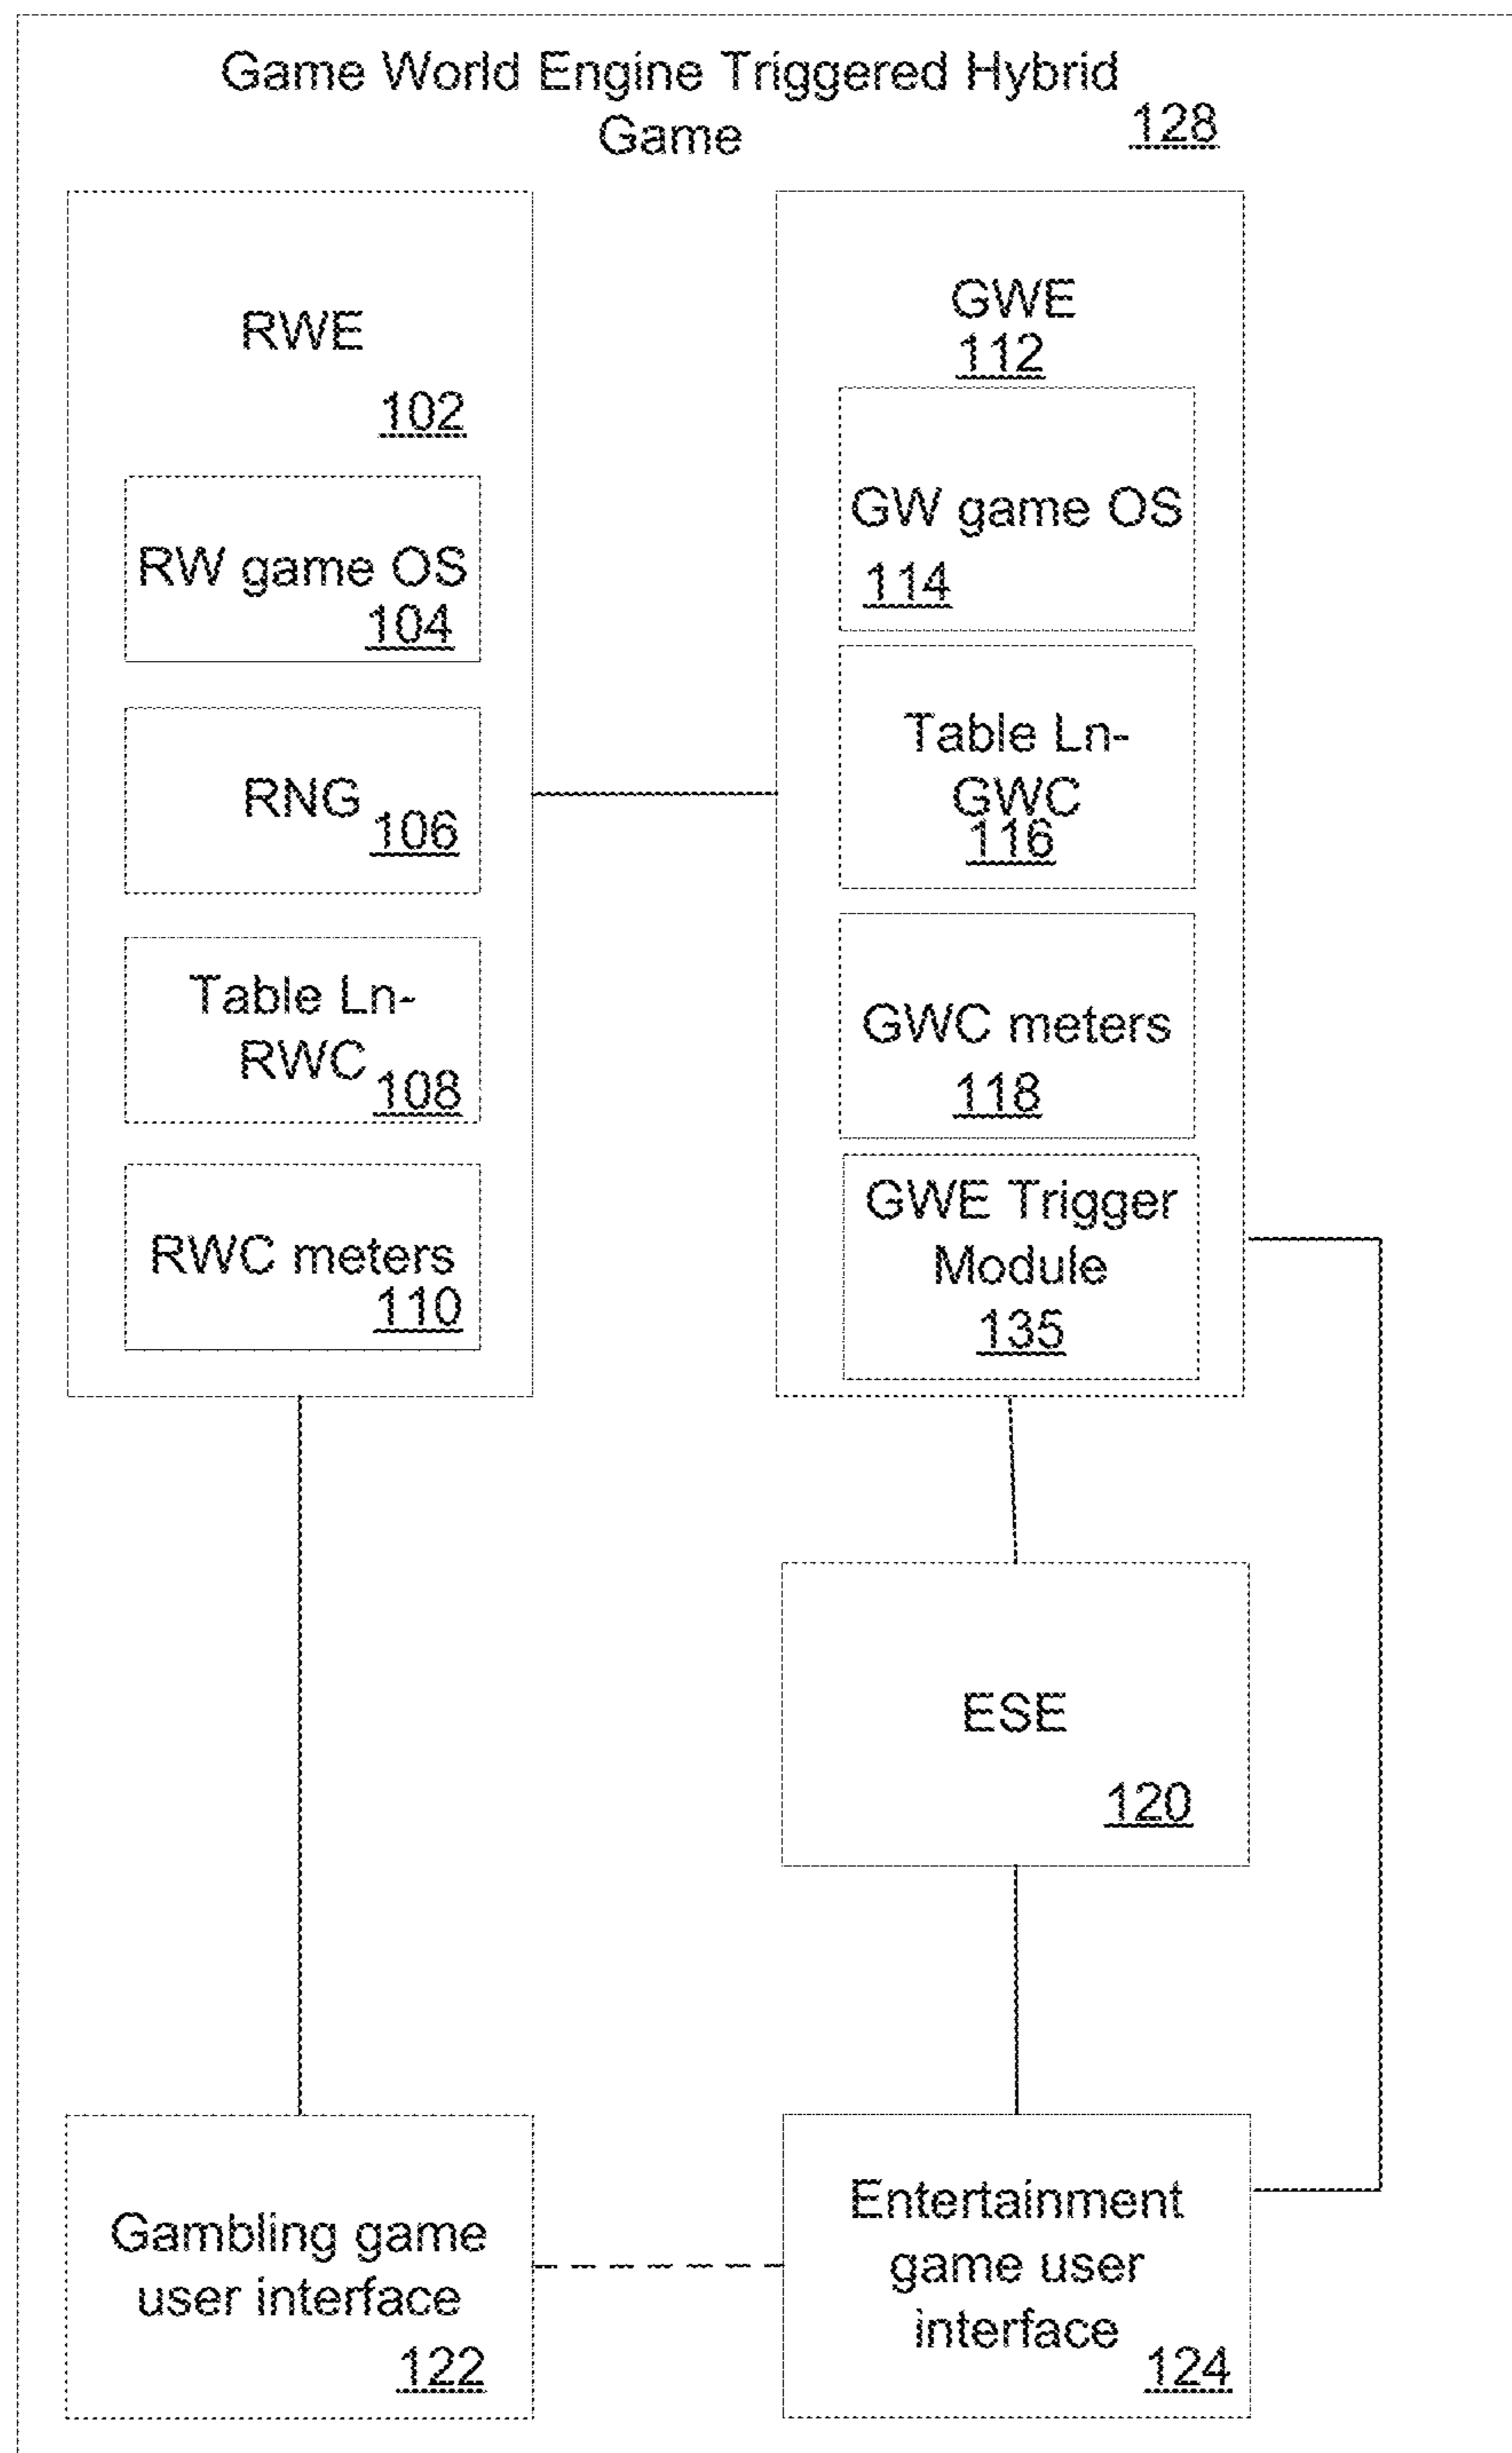 Game World Engine Triggered Hybrid
Game
128
RWE
102
RW game OS
104
RNG
106
Table Ln-
RWC
108
RWC meters
110
GWE
112
GW game OS
114
Table Ln-
GWC
116
GWC meters
118
GWE Trigger
Module
135
ESE
120
Gambling game
user interface
122
Entertainment
game user
interface
124